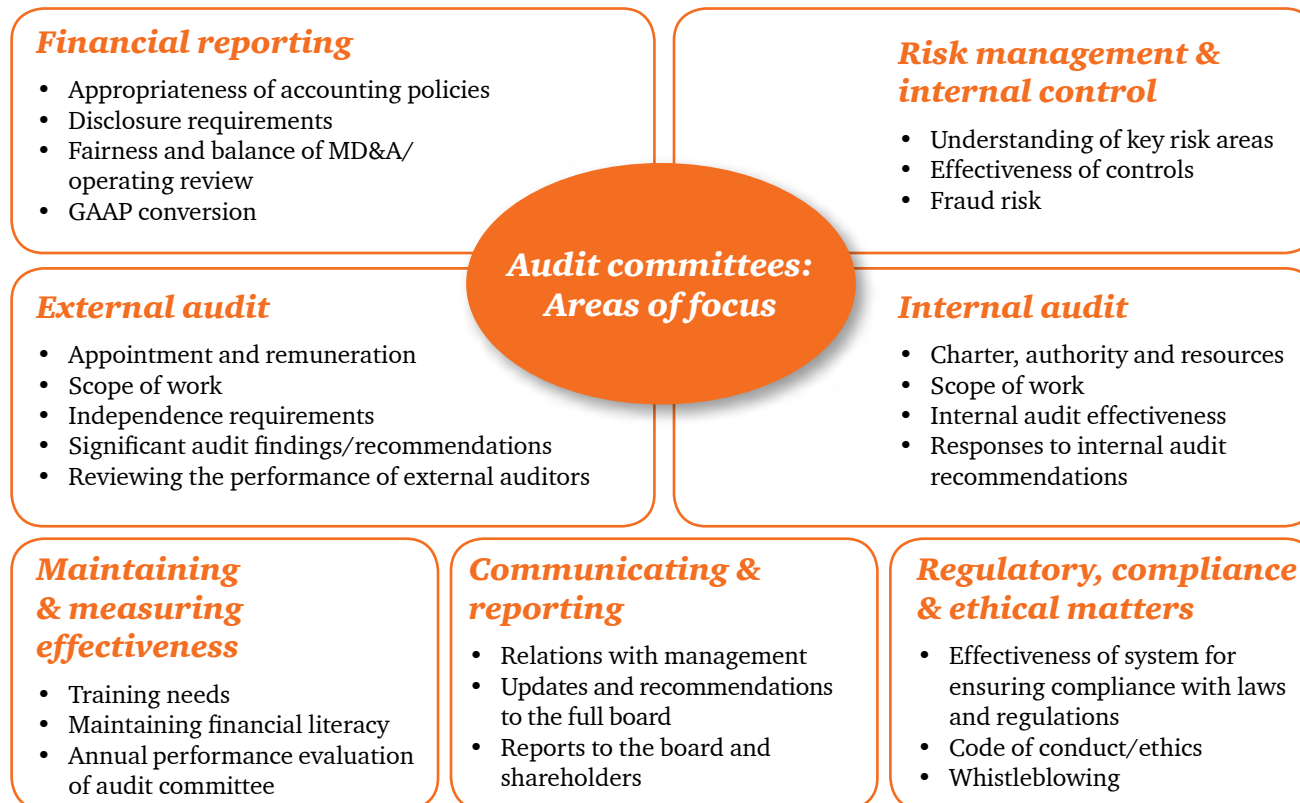 Financial reporting
• Appropriateness of accounting policies
• Disclosure requirements
• Fairness and balance of MD&A/
operating review
• GAAP conversion
Risk management &
internal control
• Understanding of key risk areas
• Effectiveness of controls
• Fraud risk
Audit committees:
Areas of focus
External audit
• Appointment and remuneration
• Scope of work
• Independence requirements
• Significant audit findings/recommendations
• Reviewing the performance of external auditors
Internal audit
• Charter, authority and resources
• Scope of work
• Internal audit effectiveness
• Responses to internal audit
recommendations
Maintaining
& measuring
effectiveness
• Training needs
• Maintaining financial literacy
• Annual performance evaluation
of audit committee
Communicating &
reporting
• Relations with management
• Updates and recommendations
to the full board
• Reports to the board and
shareholders
Regulatory, compliance
& ethical matters
• Effectiveness of system for
ensuring compliance with laws
and regulations
• Code of conduct/ethics
• Whistleblowing